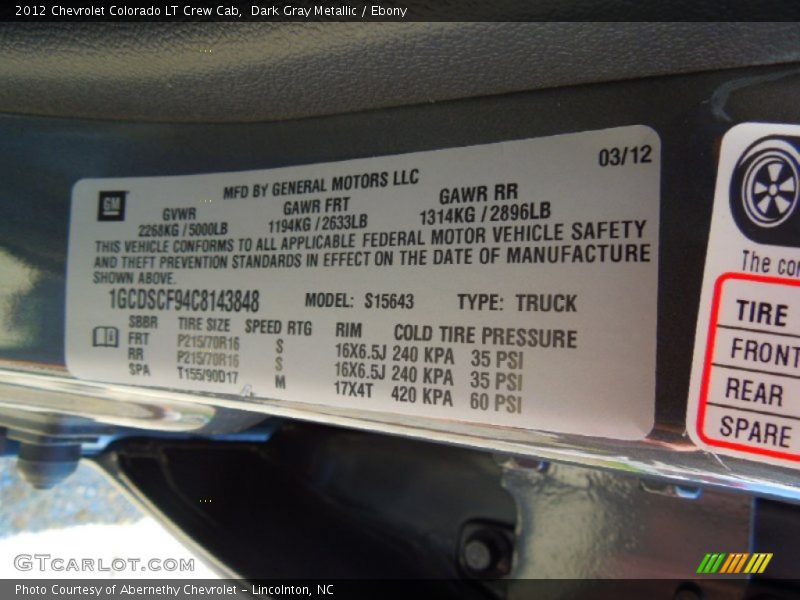 2012 Chevrolet Colorado LT Crew Cab, Dark Gray Metallic / Ebony
03/12
GM
MFD BY GENERAL MOTORS LLC
GVWR GAWR FRT GAWR RR
2268KG / 5000LB 1194KG / 2633LB 1314KG / 2896LB
THIS VEHICLE CONFORMS TO ALL APPLICABLE FEDERAL MOTOR VEHICLE SAFETY
AND THEFT PREVENTION STANDARDS IN EFFECT ON THE DATE OF MANUFACTURE
SHOWN ABOVE.
1GCDSCF94C8143848 MODEL: S15643 TYPE: TRUCK
SBBR TIRE SIZE SPEED RTG RIM COLD TIRE PRESSURE
FRT P215/70R16 S 16X6.5J 240 KPA 35 PSI
RR P215/70R16 S 16X6.5J 240 KPA 35 PSI
SPA T155/90D17 M 17X4T 420 KPA 60 PSI
The
TIRE
FRONT
REAR
SPARE
GTCARLOT.COM
Photo Courtesy of Abernethy Chevrolet - Lincolnton, NC